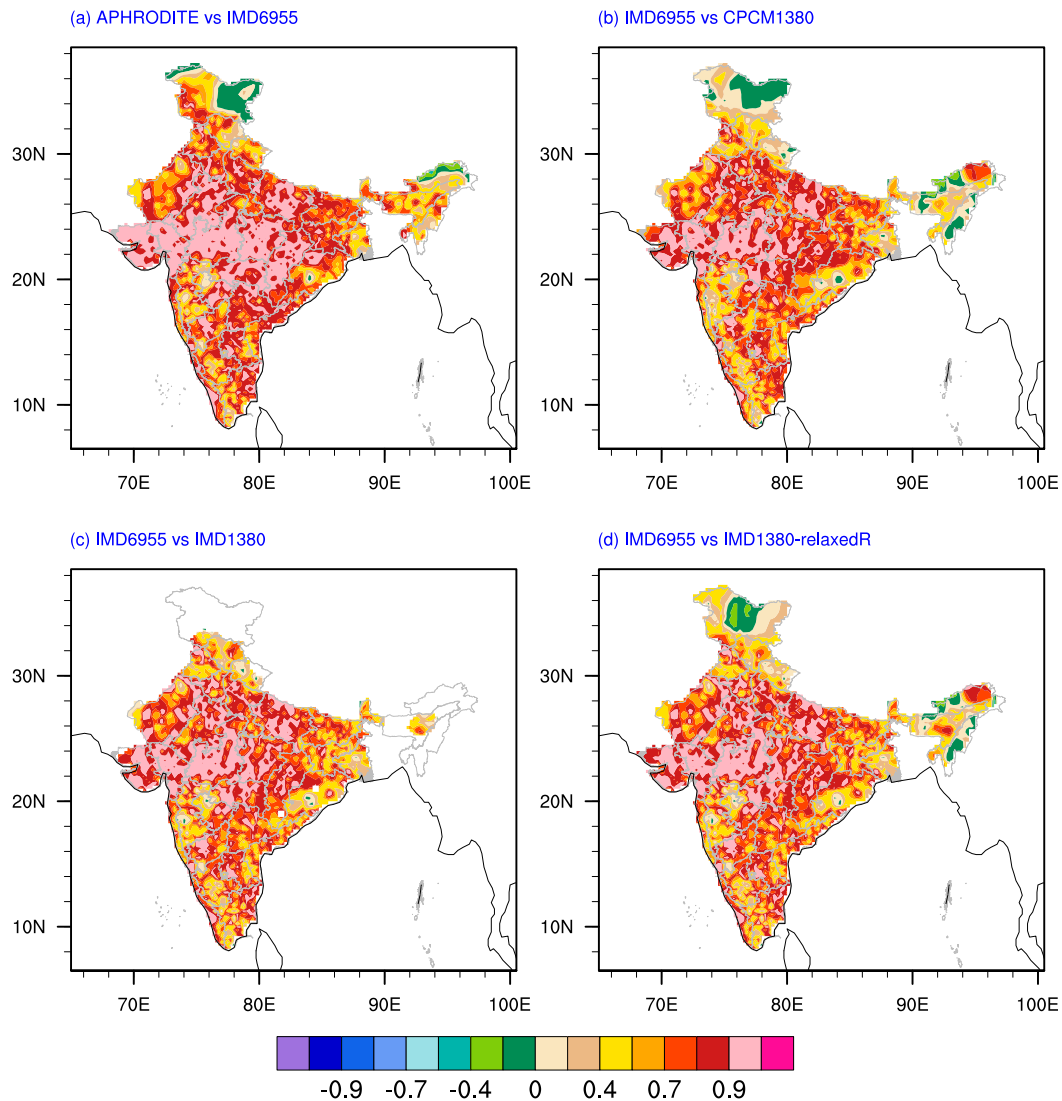 (a) APHRODITE vs IMD6955
(b) IMD6955 vs CPCM1380
30N
20N
10N
70E 80E 90E 100E
30N
20N
10N
70E 80E 90E 100E
(c) IMD6955 vs IMD1380
(d) IMD6955 vs IMD1380-relaxedR
30N
20N
10N
70E 80E 90E 100E
30N
20N
10N
70E 80E 90E 100E
-0.9 -0.7 -0.4 0 0.4 0.7 0.9